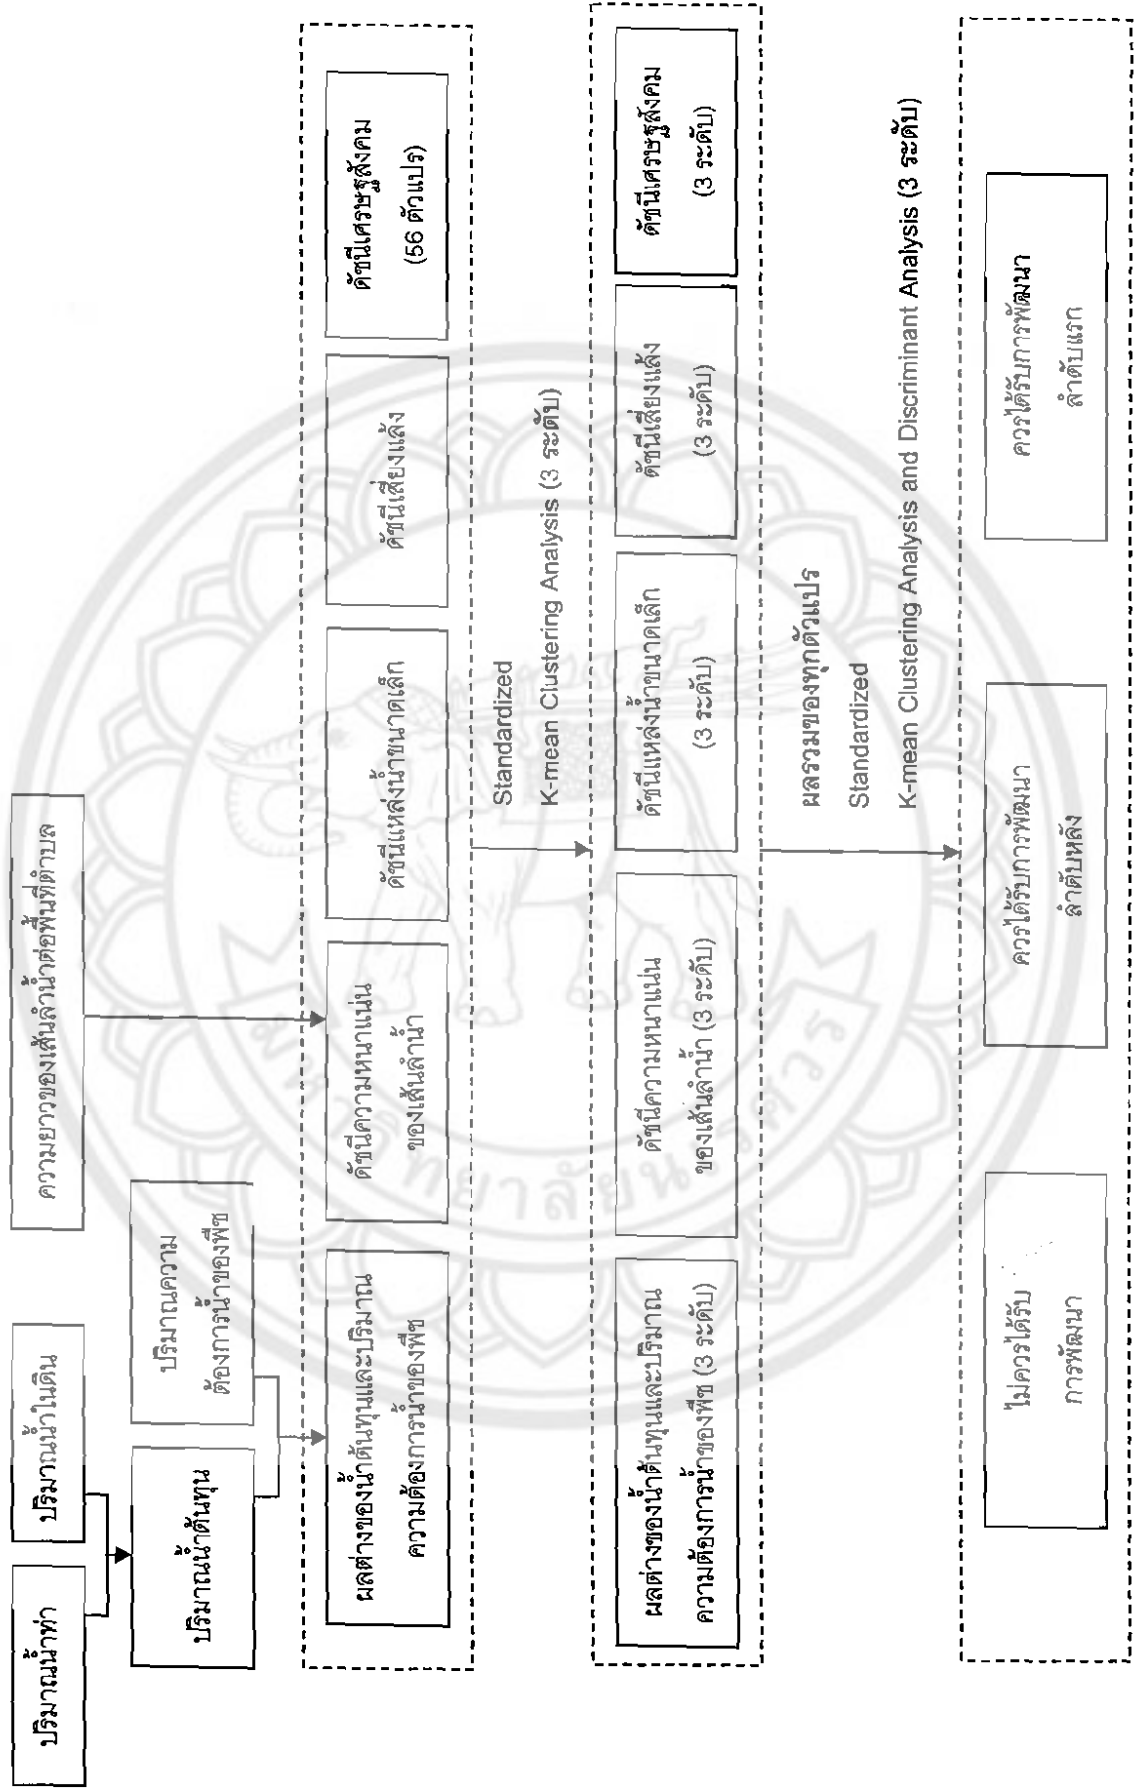 ปริมาณน้ำท่า
ปริมาณน้ำในดิน
ความยาวของเส้นลำน้ำต่อพื้นที่ตำบล
ปริมาณน้ำต้นทุน
ปริมาณความ
ต้องการน้ำของพืช
ผลต่างของน้ำต้นทุนและปริมาณ
ความต้องการน้ำของพืช
ดัชนีความหนาแน่น
ของเส้นลำน้ำ
ดัชนีแหล่งน้ำขนาดเล็ก
ดัชนีเสี่ยงแล้ง
ดัชนีเศรษฐสังคม
(56 ตัวแปร)
Standardized
K-mean Clustering Analysis (3 ระดับ)
ผลต่างของน้ำต้นทุนและปริมาณ
ความต้องการน้ำของพืช (3 ระดับ)
ดัชนีความหนาแน่น
ของเส้นลำน้ำ (3 ระดับ)
ดัชนีแหล่งน้ำขนาดเล็ก
(3 ระดับ)
ดัชนีเสี่ยงแล้ง
(3 ระดับ)
ดัชนีเศรษฐสังคม
(3 ระดับ)
ผลรวมของทุกตัวแปร
Standardized
K-mean Clustering Analysis and Discriminant Analysis (3 ระดับ)
ไม่ควรได้รับ
การพัฒนา
ควรได้รับการพัฒนา
ลำดับหลัง
ควรได้รับการพัฒนา
ลำดับแรก
มหาวิทยาลัยนเรศวร